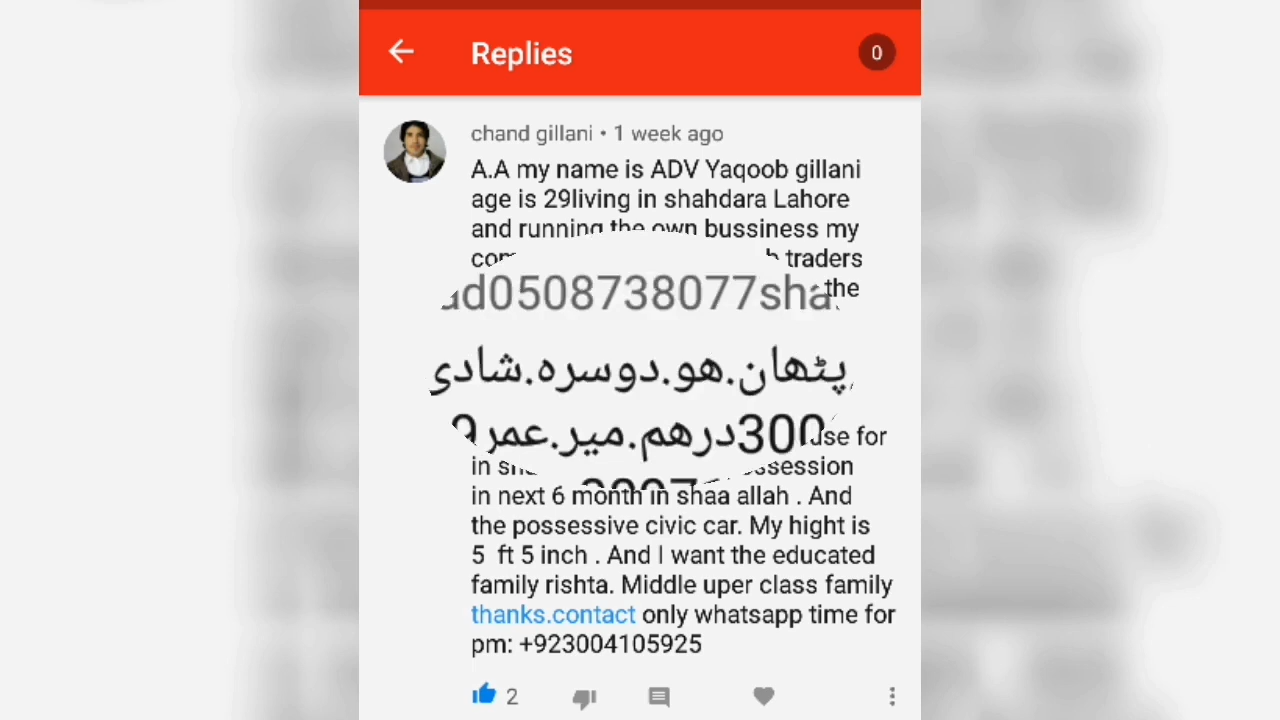 Replies
0
chand gillani • 1 week ago
A.A my name is ADV Yaqoob gillani
age is 29living in shahdara Lahore
and running the own bussiness my
traders
the
d0508738077sha
پٹھان.ھو.دوسرہ.شادی
300درھم.میر.عمر9
for
in
in next 6 month in shaa allah . And
the possessive civic car. My hight is
5 ft 5 inch . And I want the educated
family rishta. Middle uper class family
thanks.contact only whatsapp time for
pm: +923004105925
2